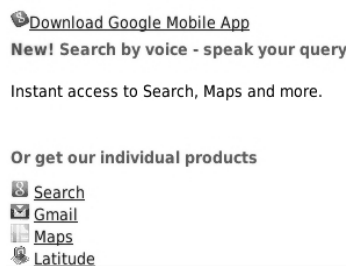 Download Google Mobile App
New! Search by voice - speak your query
Instant access to Search, Maps and more.
Or get our individual products
Search
Gmail
Maps
Latitude